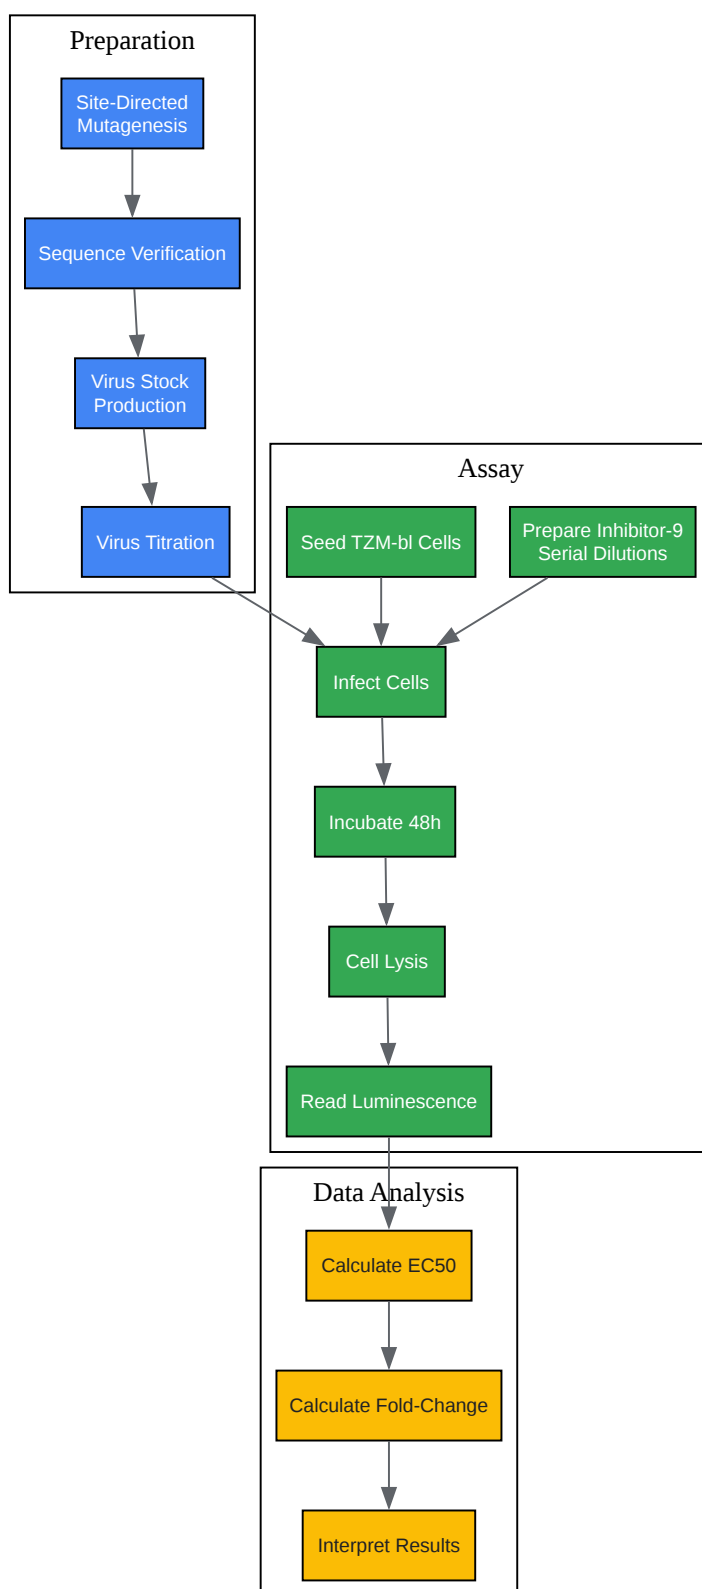 Preparation
Site-Directed
Mutagenesis
Sequence Verification
Virus Stock
Production
Virus Titration
Assay
Seed TZM-bl Cells
Prepare Inhibitor-9
Serial Dilutions
Infect Cells
Incubate 48h
Cell Lysis
Read Luminescence
Data Analysis
Calculate EC50
Calculate Fold-Change
Interpret Results